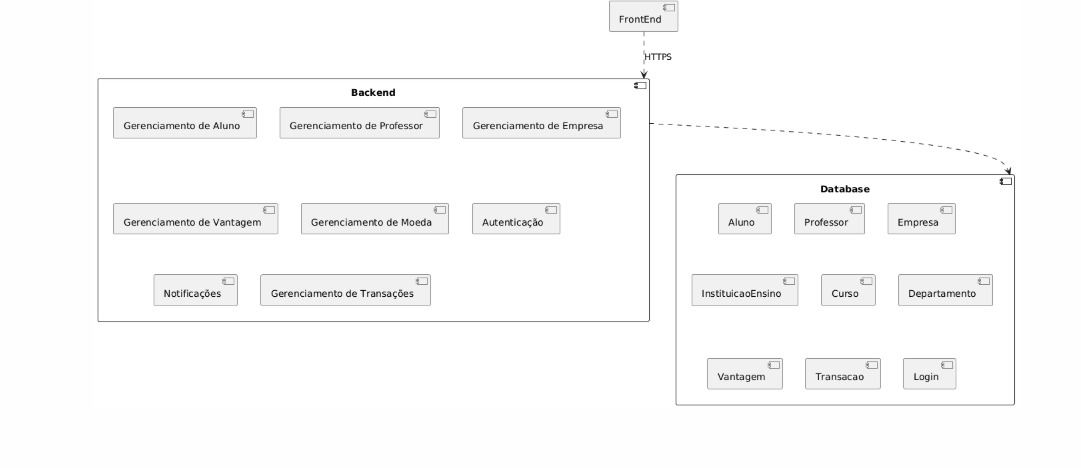 FrontEnd
HTTPS
Backend
Gerenciamento de Aluno
Gerenciamento de Professor
Gerenciamento de Empresa
Gerenciamento de Vantagem
Gerenciamento de Moeda
Autenticação
Notificações
Gerenciamento de Transações
Database
Aluno
Professor
Empresa
InstituicaoEnsino
Curso
Departamento
Vantagem
Transacao
Login